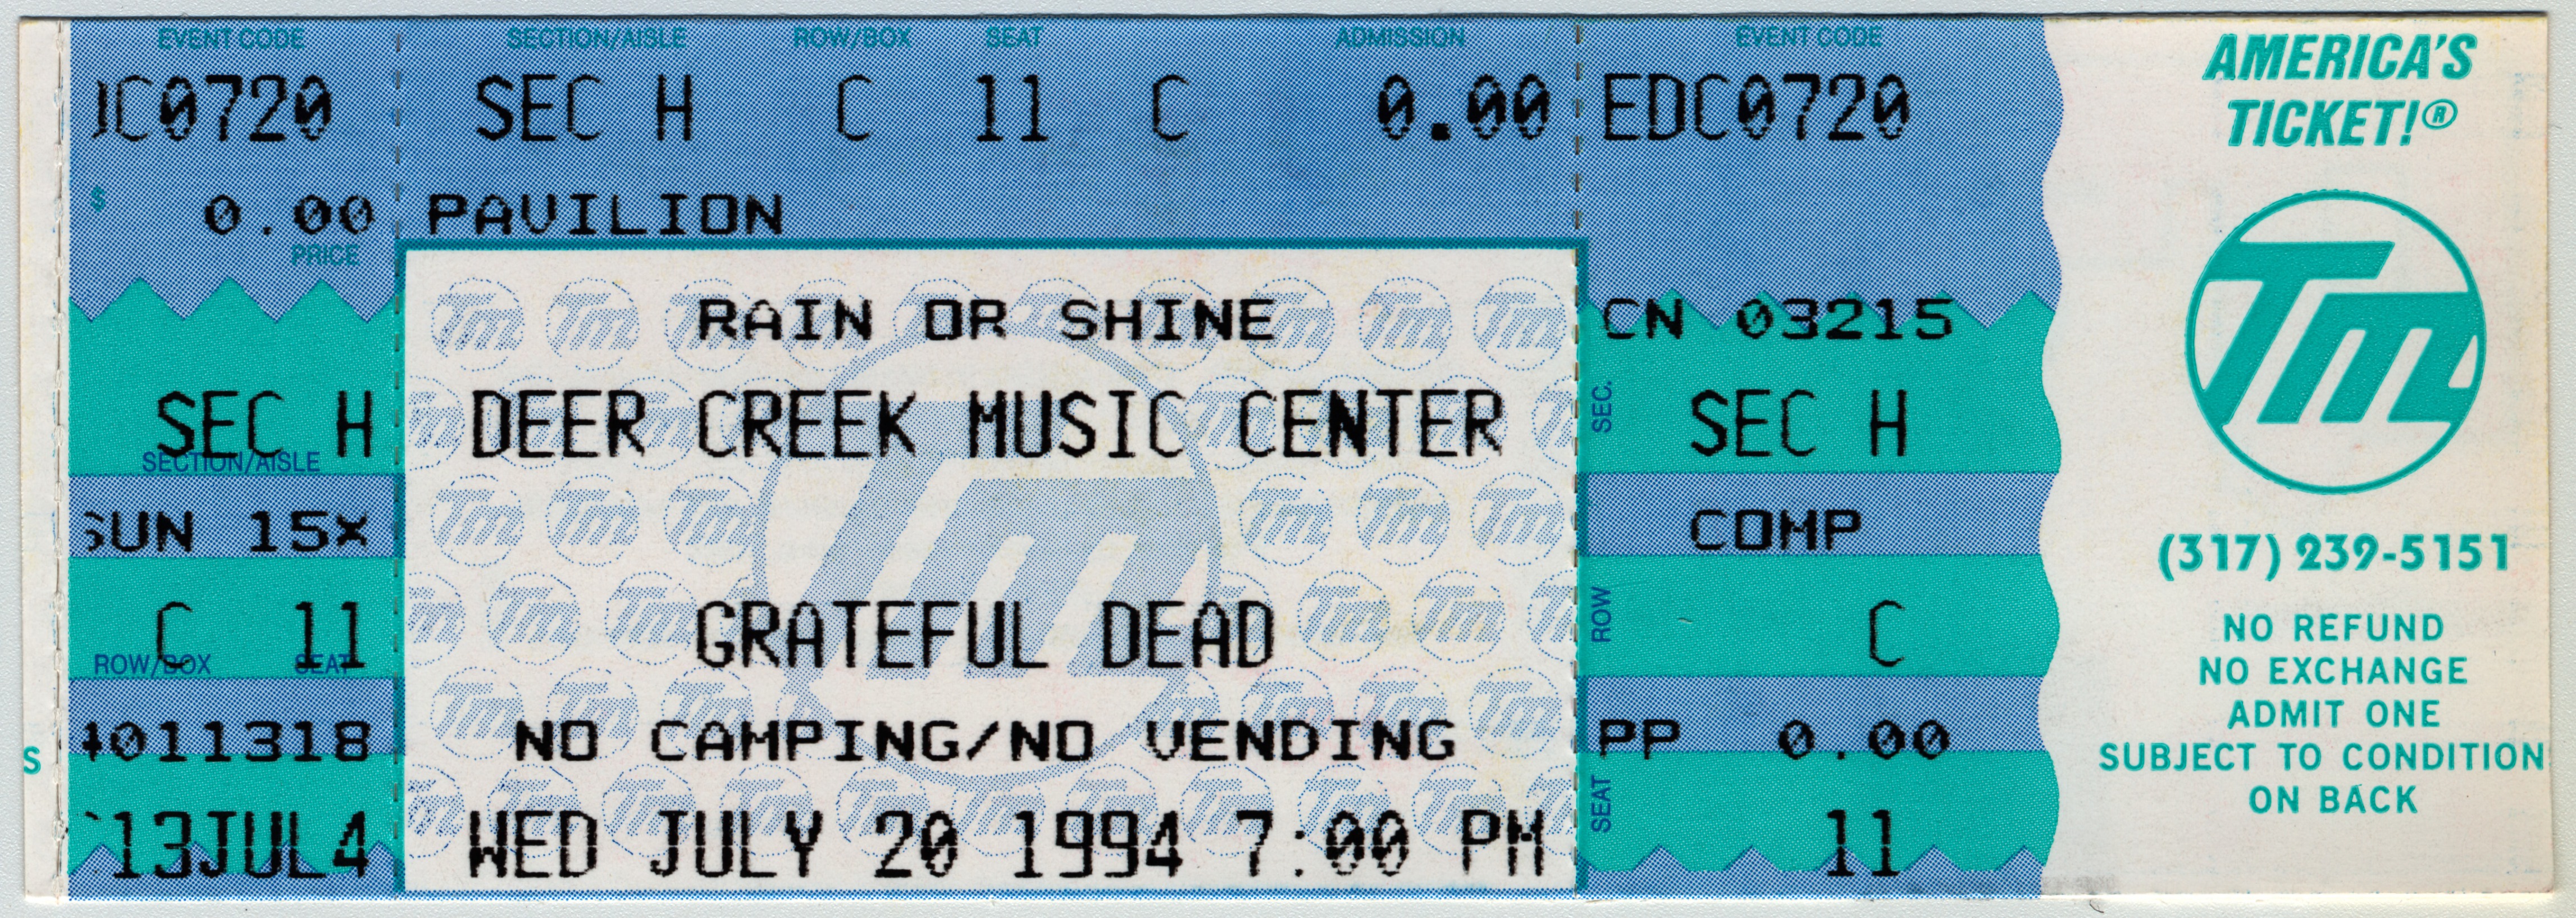 EVENT CODE SECTION/AISLE ROW/BOX SEAT ADMISSION EVENT CODE
C0720 SEC H C 11 C 0.00 EDC0720
$ 0.00 PAVILION
PRICE
RAIN OR SHINE
DEER CREEK MUSIC CENTER
GRATEFUL DEAD
NO CAMPING/NO VENDING
WED JULY 20 1994 7:00 PM
SEC H
SECTION/AISLE
SUN 15X
C 11
ROW/BOX SEAT
4011318
13JUL4
S
CN 03215
SEC. SEC H
COMP
ROW C
PP 0.00
SEAT 11
AMERICA'S
TICKET!®
Tm
(317) 239-5151
NO REFUND
NO EXCHANGE
ADMIT ONE
SUBJECT TO CONDITION
ON BACK